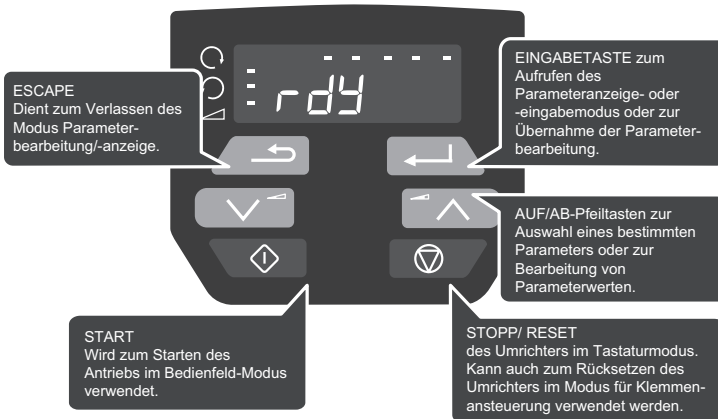 rdy
ESCAPE
Dient zum Verlassen des
Modus Parameter-
bearbeitung/-anzeige.
EINGABETASTE zum
Aufrufen des
Parameteranzeige- oder
-eingabemodus oder zur
Übernahme der Parameter-
bearbeitung.
AUF/AB-Pfeiltasten zur
Auswahl eines bestimmten
Parameters oder zur
Bearbeitung von
Parameterwerten.
START
Wird zum Starten des
Antriebs im Bedienfeld-Modus
verwendet.
STOPP/ RESET
des Umrichters im Tastaturmodus.
Kann auch zum Rücksetzen des
Umrichters im Modus für Klemmen-
ansteuerung verwendet werden.